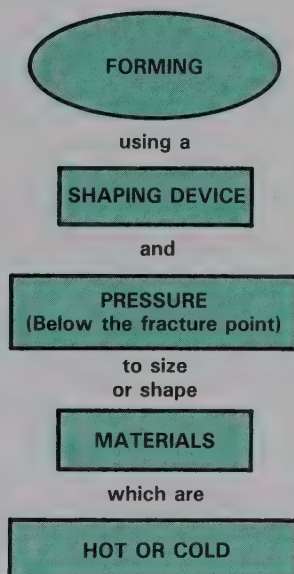 FORMING
using a
SHAPING DEVICE
and
PRESSURE
(Below the fracture point)
to size
or shape
MATERIALS
which are
HOT OR COLD